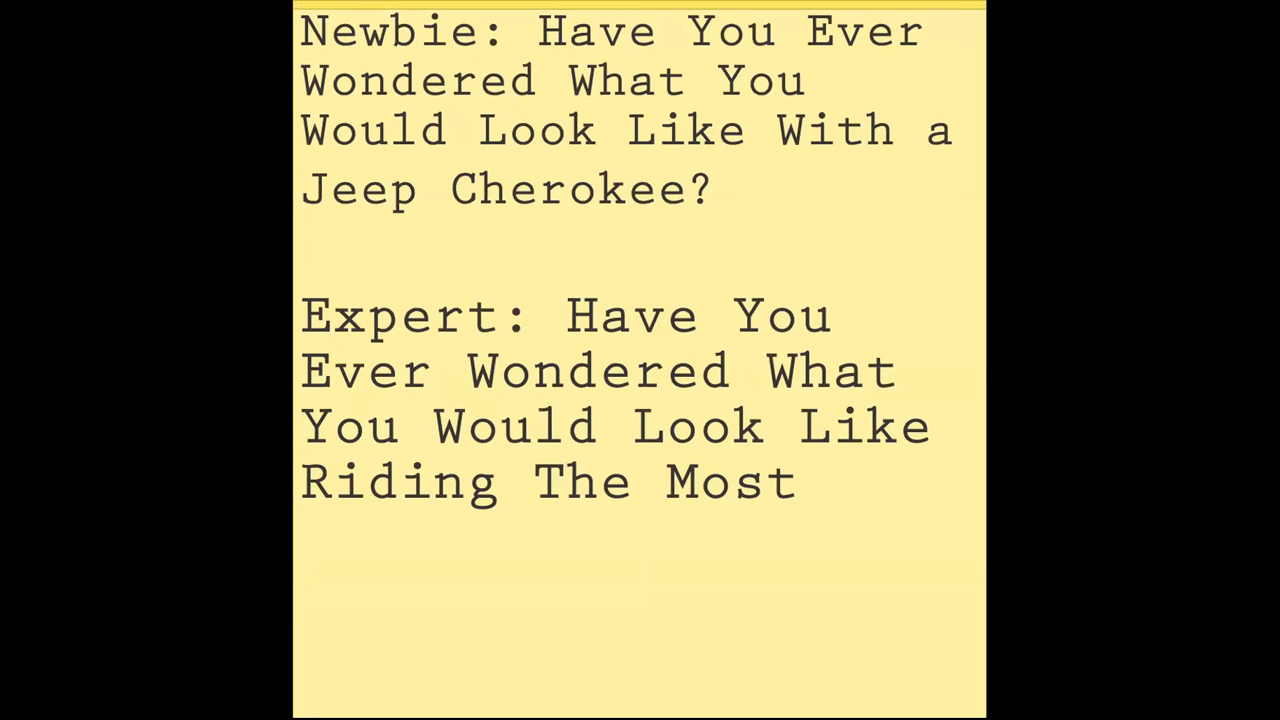 Newbie: Have You Ever
Wondered What You
Would Look Like With a
Jeep Cherokee?
Expert: Have You
Ever Wondered What
You Would Look Like
Riding The Most